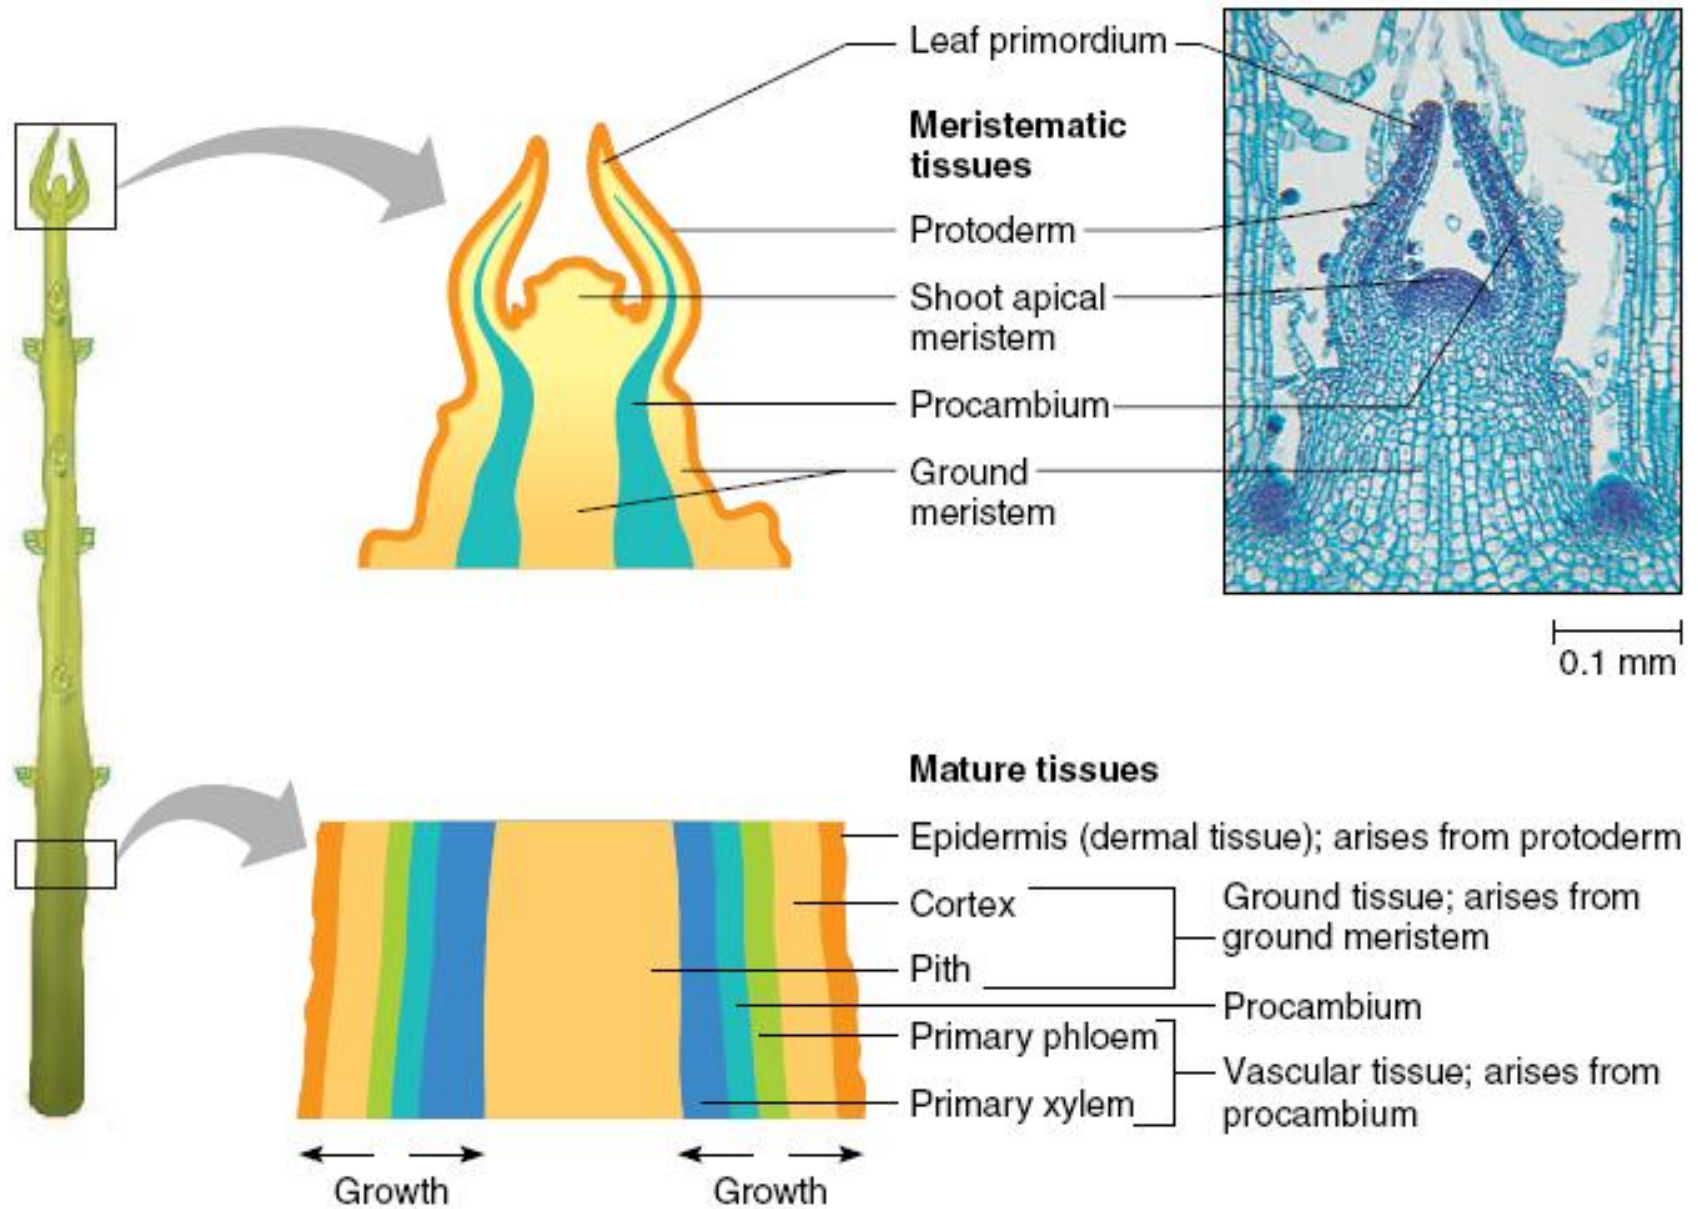 Leaf primordium
Meristematic
tissues
Protoderm
Shoot apical
meristem
Procambium
Ground
meristem
0.1 mm
Mature tissues
Epidermis (dermal tissue); arises from protoderm
Cortex
Pith
Ground tissue; arises from
ground meristem
Procambium
Primary phloem
Primary xylem
Vascular tissue; arises from
procambium
Growth
Growth